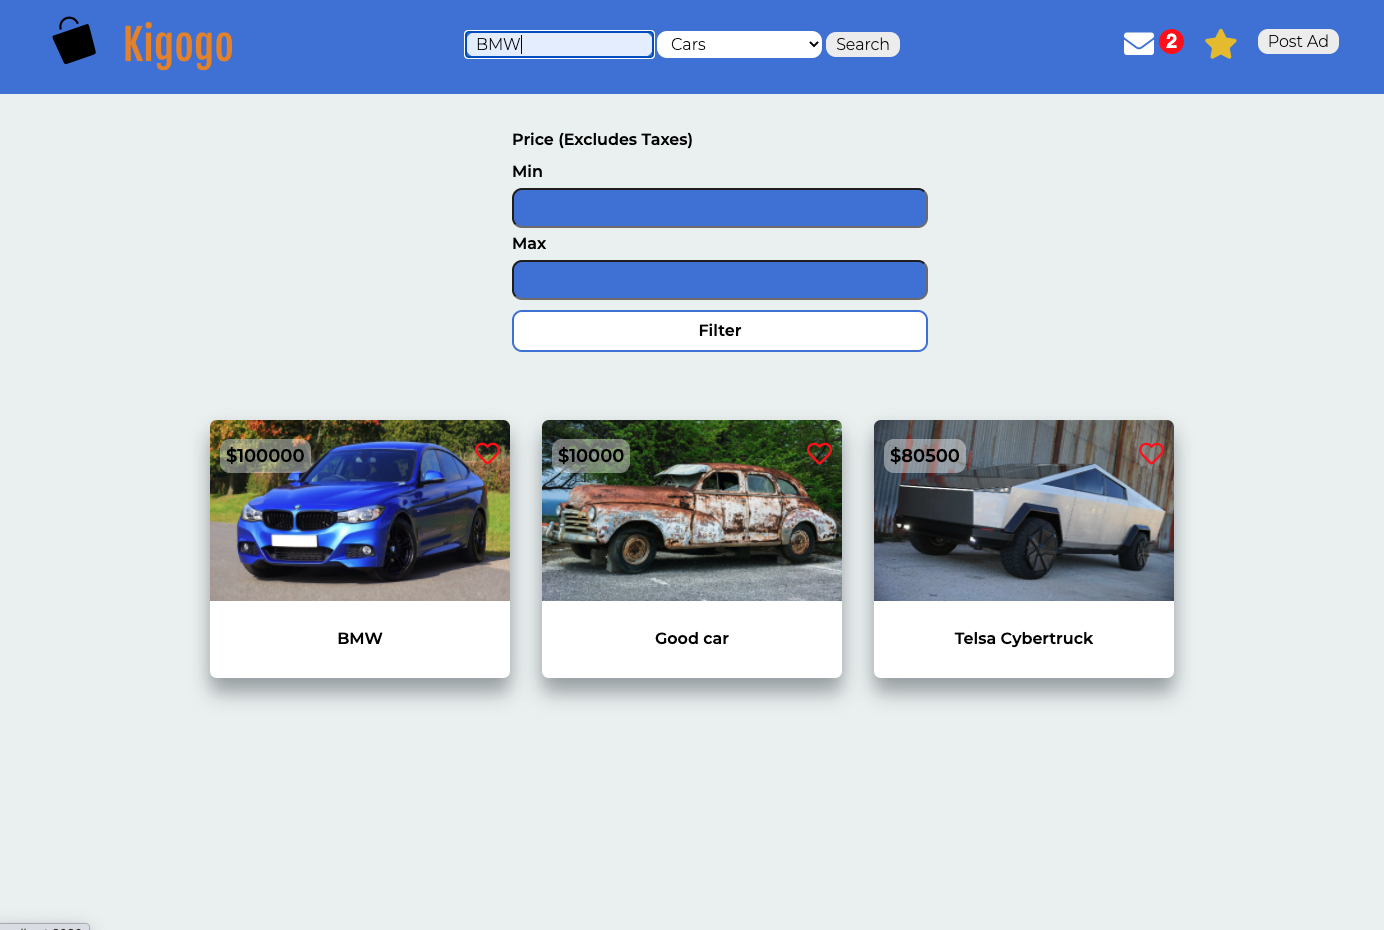 Kigogo
BMW
Cars
Search
2
Post Ad
Price (Excludes Taxes)
Min
Max
Filter
$100000
$10000
$80500
BMW
Good car
Telsa Cybertruck